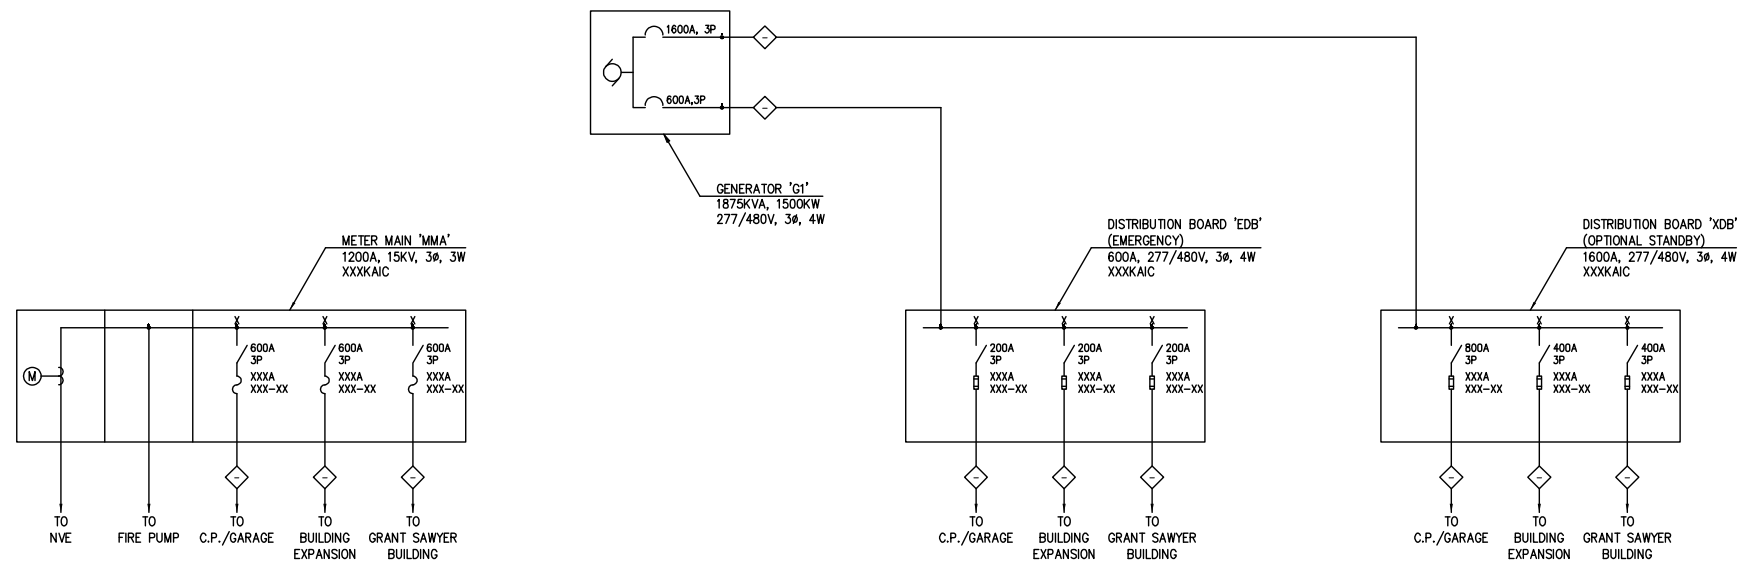 1600A, 3P
600A,3P
GENERATOR 'G1'
1875KVA, 1500KW
277/480V, 3ø, 4W
METER MAIN 'MMA'
1200A, 15KV, 3ø, 3W
XXXKAIC
M
X
600A
3P
XXXA
XXX-XX
X
600A
3P
XXXA
XXX-XX
X
600A
3P
XXXA
XXX-XX
-
-
-
TO
NVE
TO
FIRE PUMP
TO
C.P./GARAGE
TO
BUILDING
EXPANSION
TO
GRANT SAWYER
BUILDING
-
-
DISTRIBUTION BOARD 'EDB'
(EMERGENCY)
600A, 277/480V, 3ø, 4W
XXXKAIC
X
200A
3P
XXXA
XXX-XX
X
200A
3P
XXXA
XXX-XX
X
200A
3P
XXXA
XXX-XX
-
-
-
TO
C.P./GARAGE
TO
BUILDING
EXPANSION
TO
GRANT SAWYER
BUILDING
DISTRIBUTION BOARD 'XDB'
(OPTIONAL STANDBY)
1600A, 277/480V, 3ø, 4W
XXXKAIC
X
800A
3P
XXXA
XXX-XX
X
400A
3P
XXXA
XXX-XX
X
400A
3P
XXXA
XXX-XX
-
-
-
TO
C.P./GARAGE
TO
BUILDING
EXPANSION
TO
GRANT SAWYER
BUILDING